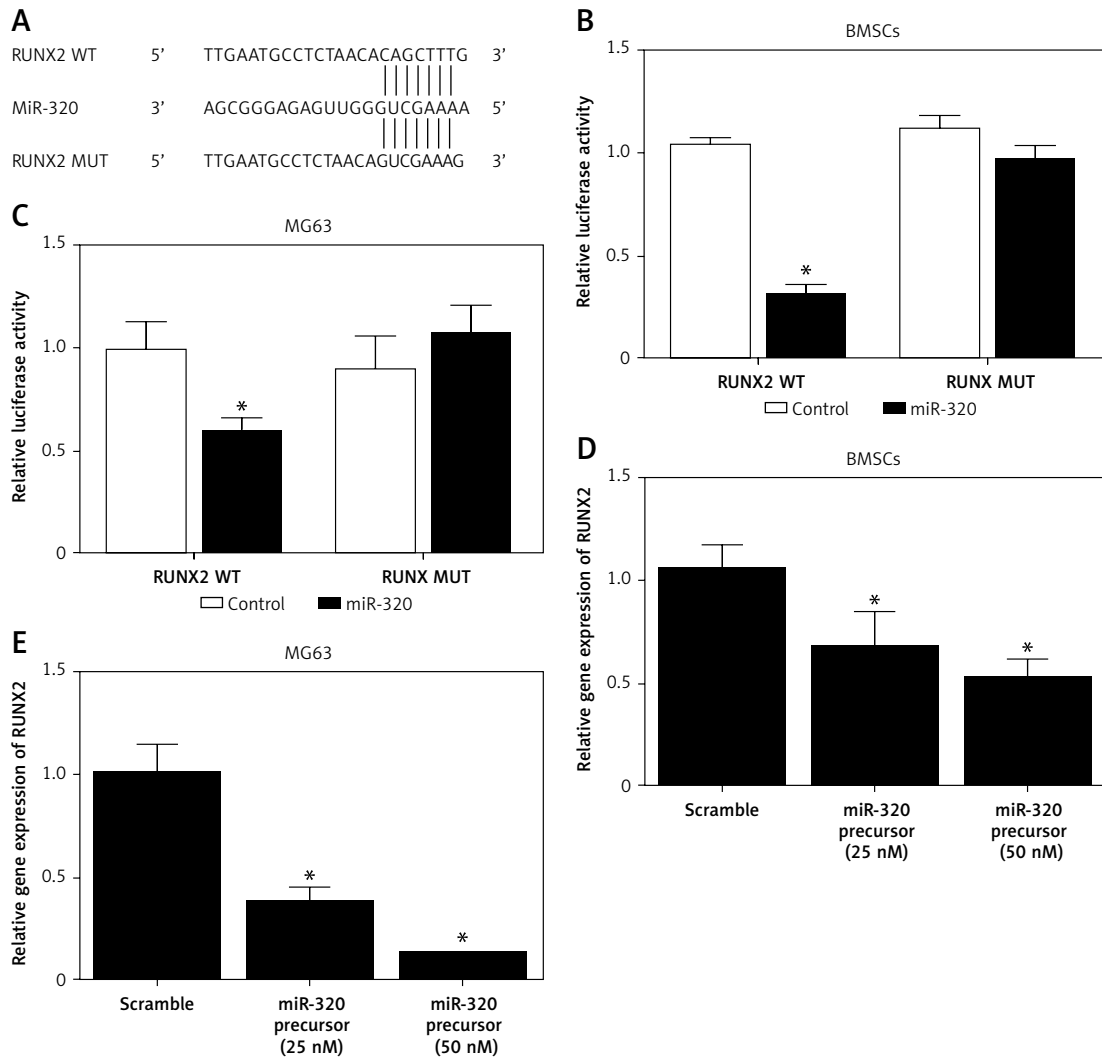 A
RUNX2 WT 5’ TTGAATGCCTCTAACACAGCTTTG 3’
MiR-320 3’ AGCGGGAGAGUUGGGUCGAAAA 5’
RUNX2 MUT 5’ TTGAATGCCTCTAACAGUCGAAAG 3’
B
BMSCs
Relative luciferase activity
1.5
1.0
0.5
0
*
RUNX2 WT RUNX MUT
Control miR-320
C
MG63
Relative luciferase activity
1.5
1.0
0.5
0
*
RUNX2 WT RUNX MUT
Control miR-320
D
BMSCs
Relative gene expression of RUNX2
1.5
1.0
0.5
0
* *
Scramble miR-320 miR-320
precursor precursor
(25 nM) (50 nM)
E
MG63
Relative gene expression of RUNX2
1.5
1.0
0.5
0
* *
Scramble miR-320 miR-320
precursor precursor
(25 nM) (50 nM)